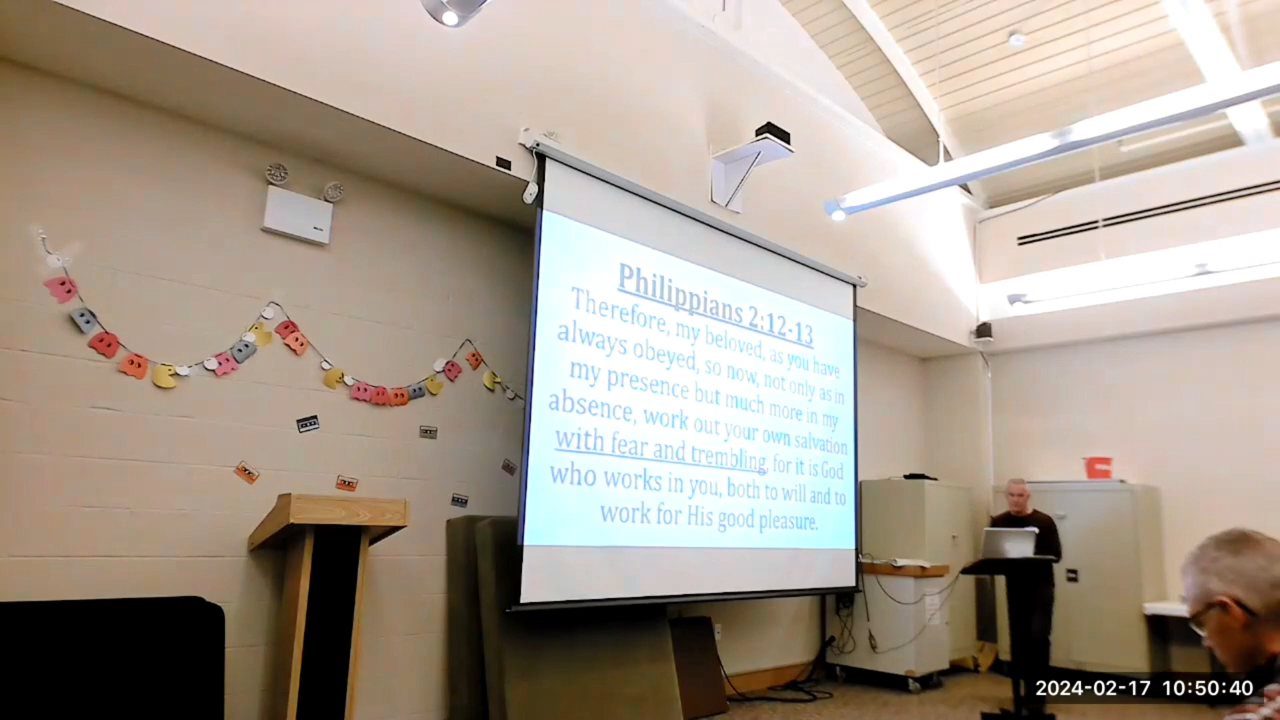 Philippians 2:12-13
Therefore, my beloved, as you have
always obeyed, so now, not only as in
my presence but much more in my
absence, work out your own salvation
with fear and trembling, for it is God
who works in you, both to will and to
work for His good pleasure.
2024-02-17 10:50:40